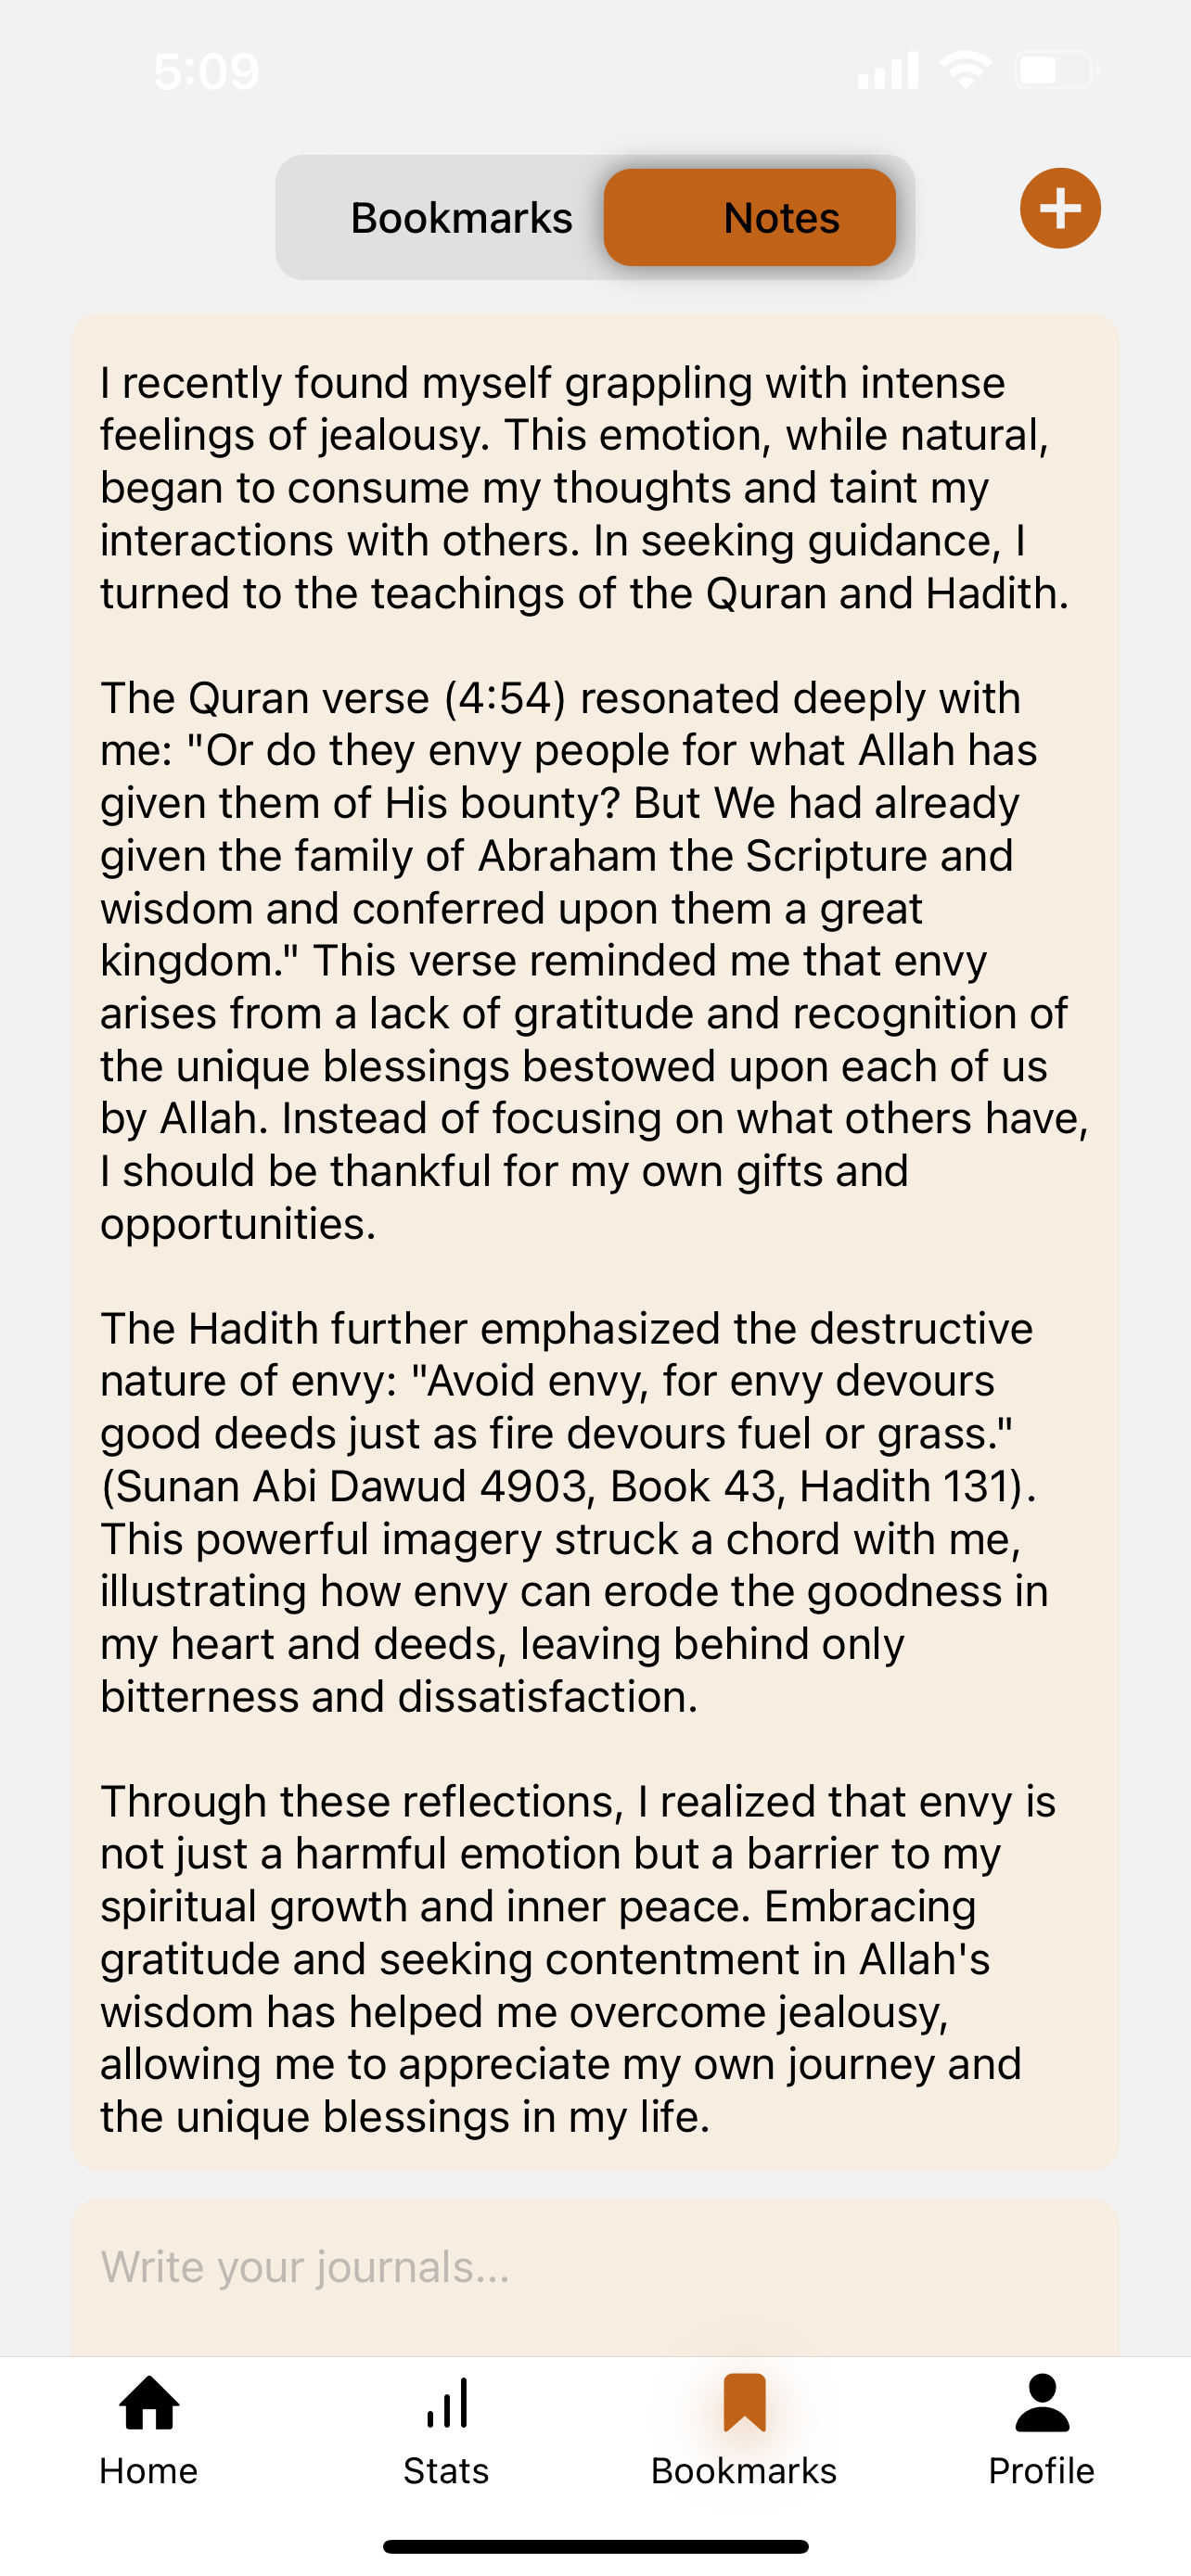 5:09
Bookmarks
Notes
I recently found myself grappling with intense
feelings of jealousy. This emotion, while natural,
began to consume my thoughts and taint my
interactions with others. In seeking guidance, I
turned to the teachings of the Quran and Hadith.
The Quran verse (4:54) resonated deeply with
me: "Or do they envy people for what Allah has
given them of His bounty? But We had already
given the family of Abraham the Scripture and
wisdom and conferred upon them a great
kingdom." This verse reminded me that envy
arises from a lack of gratitude and recognition of
the unique blessings bestowed upon each of us
by Allah. Instead of focusing on what others have,
I should be thankful for my own gifts and
opportunities.
The Hadith further emphasized the destructive
nature of envy: "Avoid envy, for envy devours
good deeds just as fire devours fuel or grass."
(Sunan Abi Dawud 4903, Book 43, Hadith 131).
This powerful imagery struck a chord with me,
illustrating how envy can erode the goodness in
my heart and deeds, leaving behind only
bitterness and dissatisfaction.
Through these reflections, I realized that envy is
not just a harmful emotion but a barrier to my
spiritual growth and inner peace. Embracing
gratitude and seeking contentment in Allah's
wisdom has helped me overcome jealousy,
allowing me to appreciate my own journey and
the unique blessings in my life.
Write your journals...
Home
Stats
Bookmarks
Profile